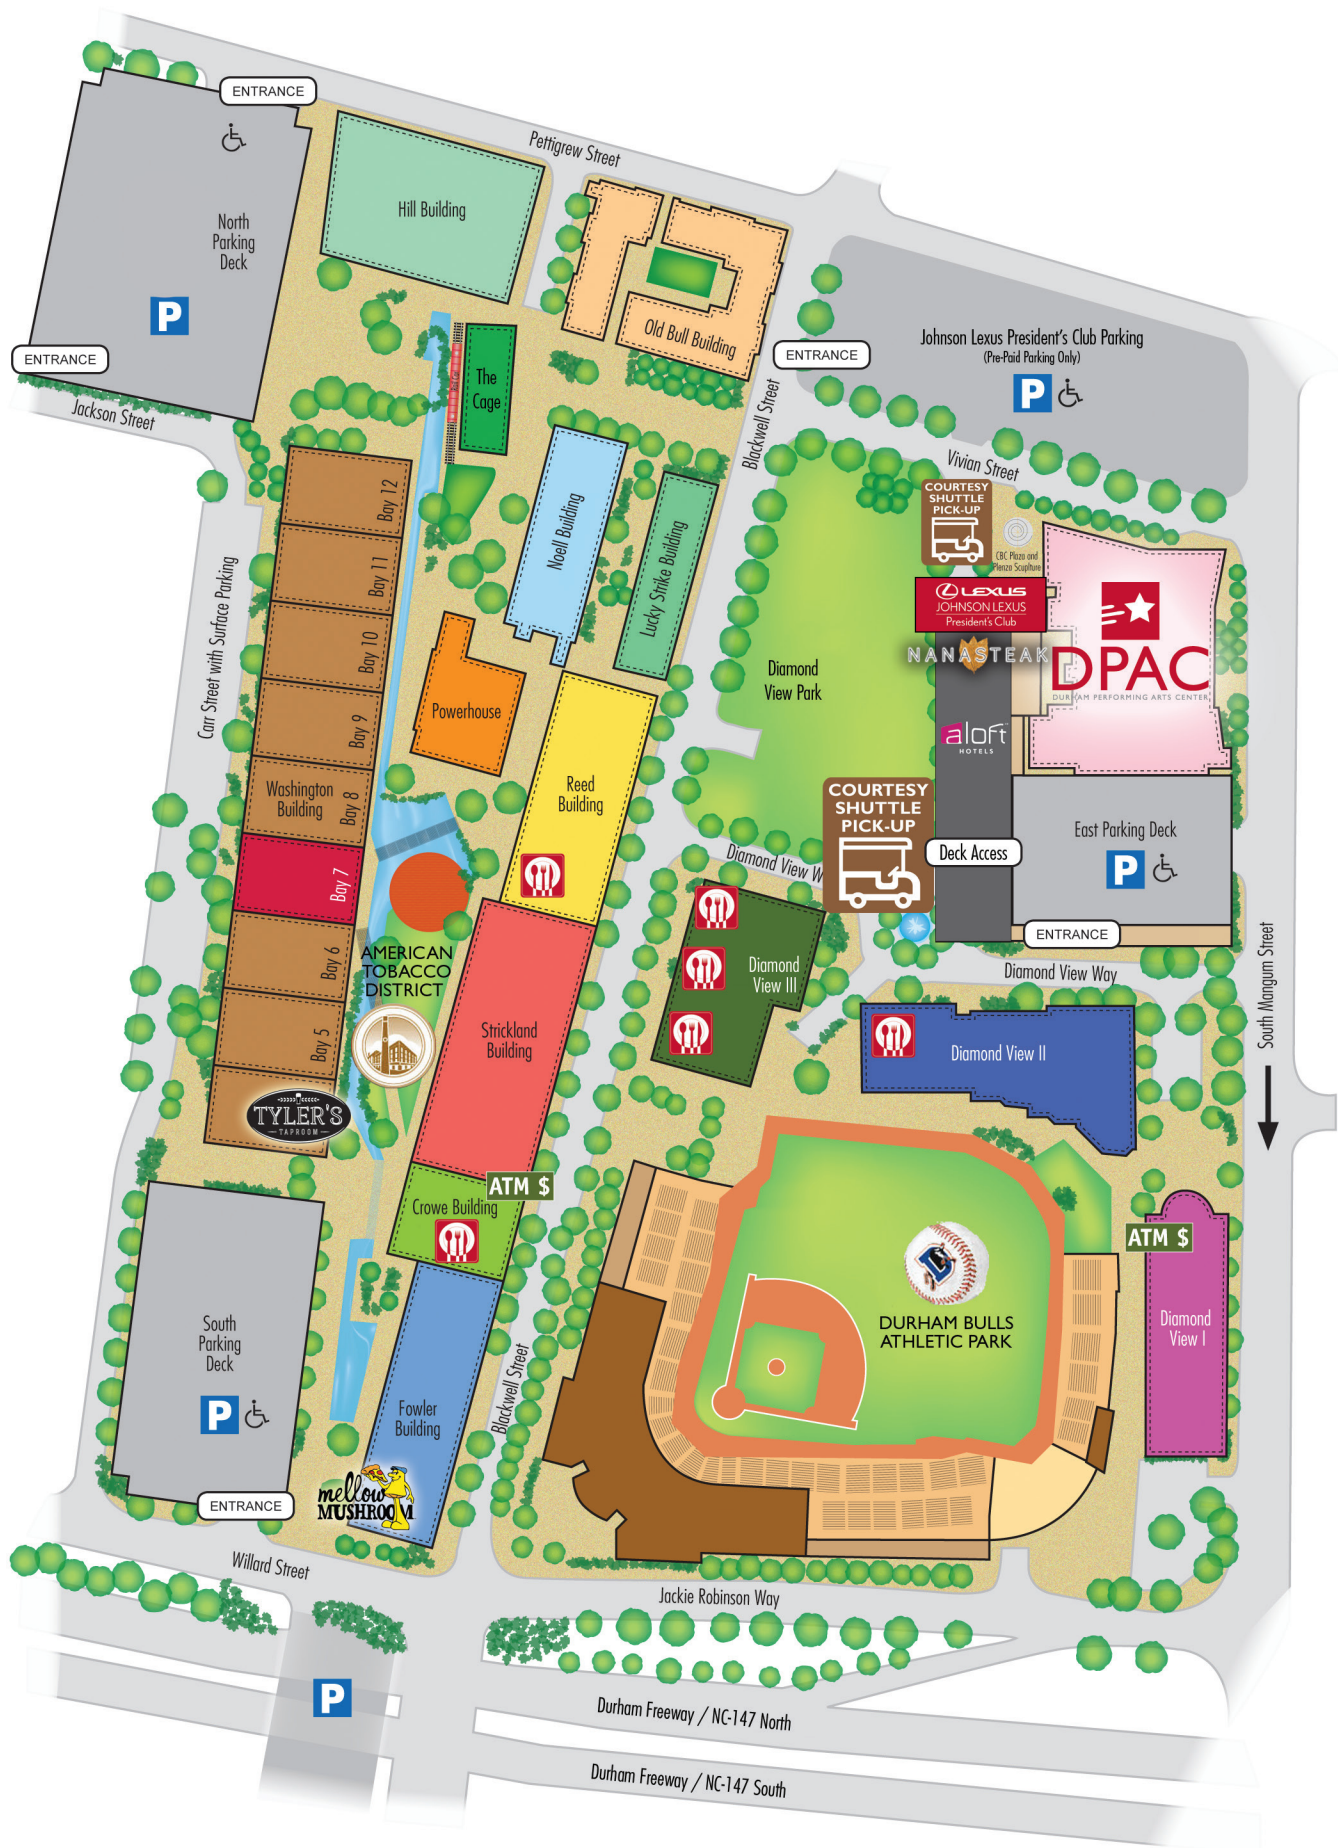 ENTRANCE
Pettigrew Street
Hill Building
North
Parking
Deck
P
ENTRANCE
Jackson Street
Old Bull Building
The
Cage
ENTRANCE
Johnson Lexus President's Club Parking
(Pre-Paid Parking Only)
P
Blackwell Street
Vivian Street
COURTESY
SHUTTLE
PICK-UP
CBC Plaza and
Plenza Sculpture
LEXUS
JOHNSON LEXUS
President's Club
NANASTEAK
DPAC
DURHAM PERFORMING ARTS CENTER
aloft
HOTELS
Bay 12
Bay 11
Bay 10
Bay 9
Washington
Building
Bay 8
Bay 7
Bay 6
Bay 5
Carr Street with Surface Parking
Noell Building
Lucky Strike Building
Powerhouse
Reed
Building
Diamond
View Park
COURTESY
SHUTTLE
PICK-UP
Diamond View W
Deck Access
East Parking Deck
P
ENTRANCE
Diamond View Way
South Mangum Street
AMERICAN
TOBACCO
DISTRICT
TYLER'S
TAPROOM
Strickland
Building
Diamond
View III
Diamond View II
ATM $
Crowe Building
ATM $
Diamond
View I
D
DURHAM BULLS
ATHLETIC PARK
South
Parking
Deck
P
ENTRANCE
Fowler
Building
mellow
MUSHROOM
Blackwell Street
Willard Street
Jackie Robinson Way
P
Durham Freeway / NC-147 North
Durham Freeway / NC-147 South